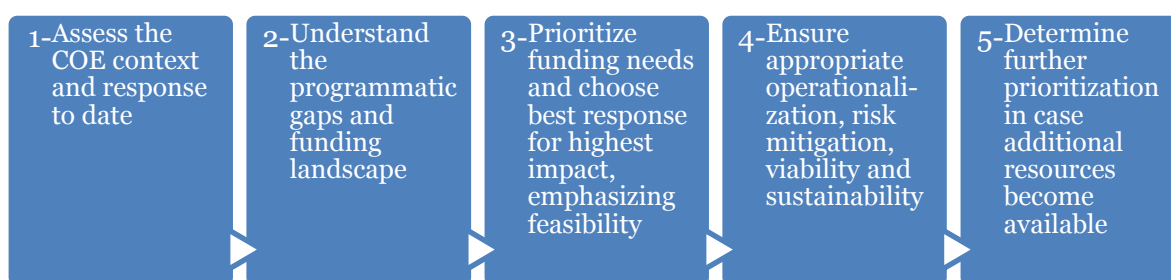 1-Assess the
COE context
and response
to date
2-Understand
the
programmatic
gaps and
funding
landscape
3-Prioritize
funding needs
and choose
best response
for highest
impact,
emphasizing
feasibility
4-Ensure
appropriate
operationali-
zation, risk
mitigation,
viability and
sustainability
5-Determine
further
prioritization
in case
additional
resources
become
available